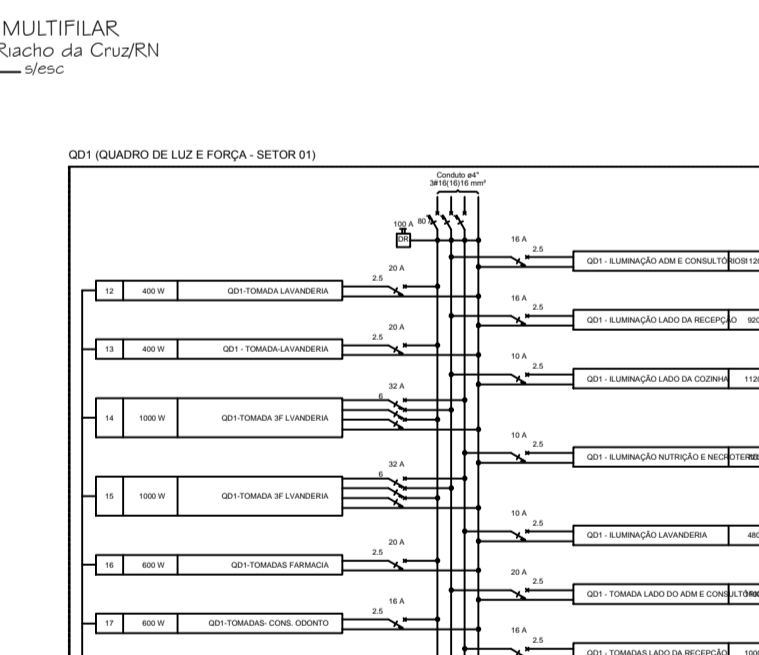 MULTIFILAR
Riacho da Cruz/RN
s/esc
QD1 (QUADRO DE LUZ E FORÇA - SETOR 01)
Conduto ø4"
3#16(16)16 mm²
100 A
80
DR
20 A
2.5
12 400 W QD1-TOMADA LAVANDERIA
20 A
2.5
13 400 W QD1 - TOMADA-LAVANDERIA
32 A
6
14 1000 W QD1-TOMADA 3F LVANDERIA
32 A
6
15 1000 W QD1-TOMADA 3F LVANDERIA
20 A
2.5
16 600 W QD1-TOMADAS FARMACIA
16 A
2.5
17 600 W QD1-TOMADAS- CONS. ODONTO
16 A
2.5
QD1 - ILUMINAÇÃO ADM E CONSULTÓRIOS 112
16 A
2.5
QD1 - ILUMINAÇÃO LADO DA RECEPÇÃO 920
10 A
2.5
QD1 - ILUMINAÇÃO LADO DA COZINHA 112
10 A
2.5
QD1 - ILUMINAÇÃO NUTRIÇÃO E
10 A
2.5
QD1 - ILUMINAÇÃO LAVANDERIA 480
20 A
2.5
QD1 - TOMADA LADO DO ADM E
16 A
2.5
QD1 - TOMADAS LADO DA RECEPÇÃO 100